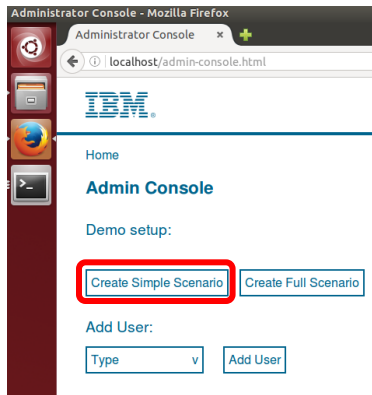 Administrator Console - Mozilla Firefox
Administrator Console ×
localhost/admin-console.html
IBM.
Home
Admin Console
Demo setup:
Create Simple Scenario Create Full Scenario
Add User:
Type v Add User